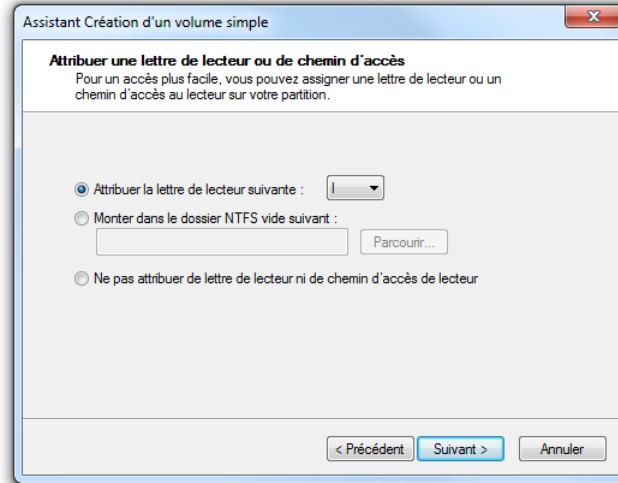 Assistant Création d'un volume simple
Attribuer une lettre de lecteur ou de chemin d'accès
Pour un accès plus facile, vous pouvez assigner une lettre de lecteur ou un
chemin d'accès au lecteur sur votre partition.
Attribuer la lettre de lecteur suivante : I
Monter dans le dossier NTFS vide suivant :
Parcourir...
Ne pas attribuer de lettre de lecteur ni de chemin d'accès de lecteur
< Précédent Suivant > Annuler